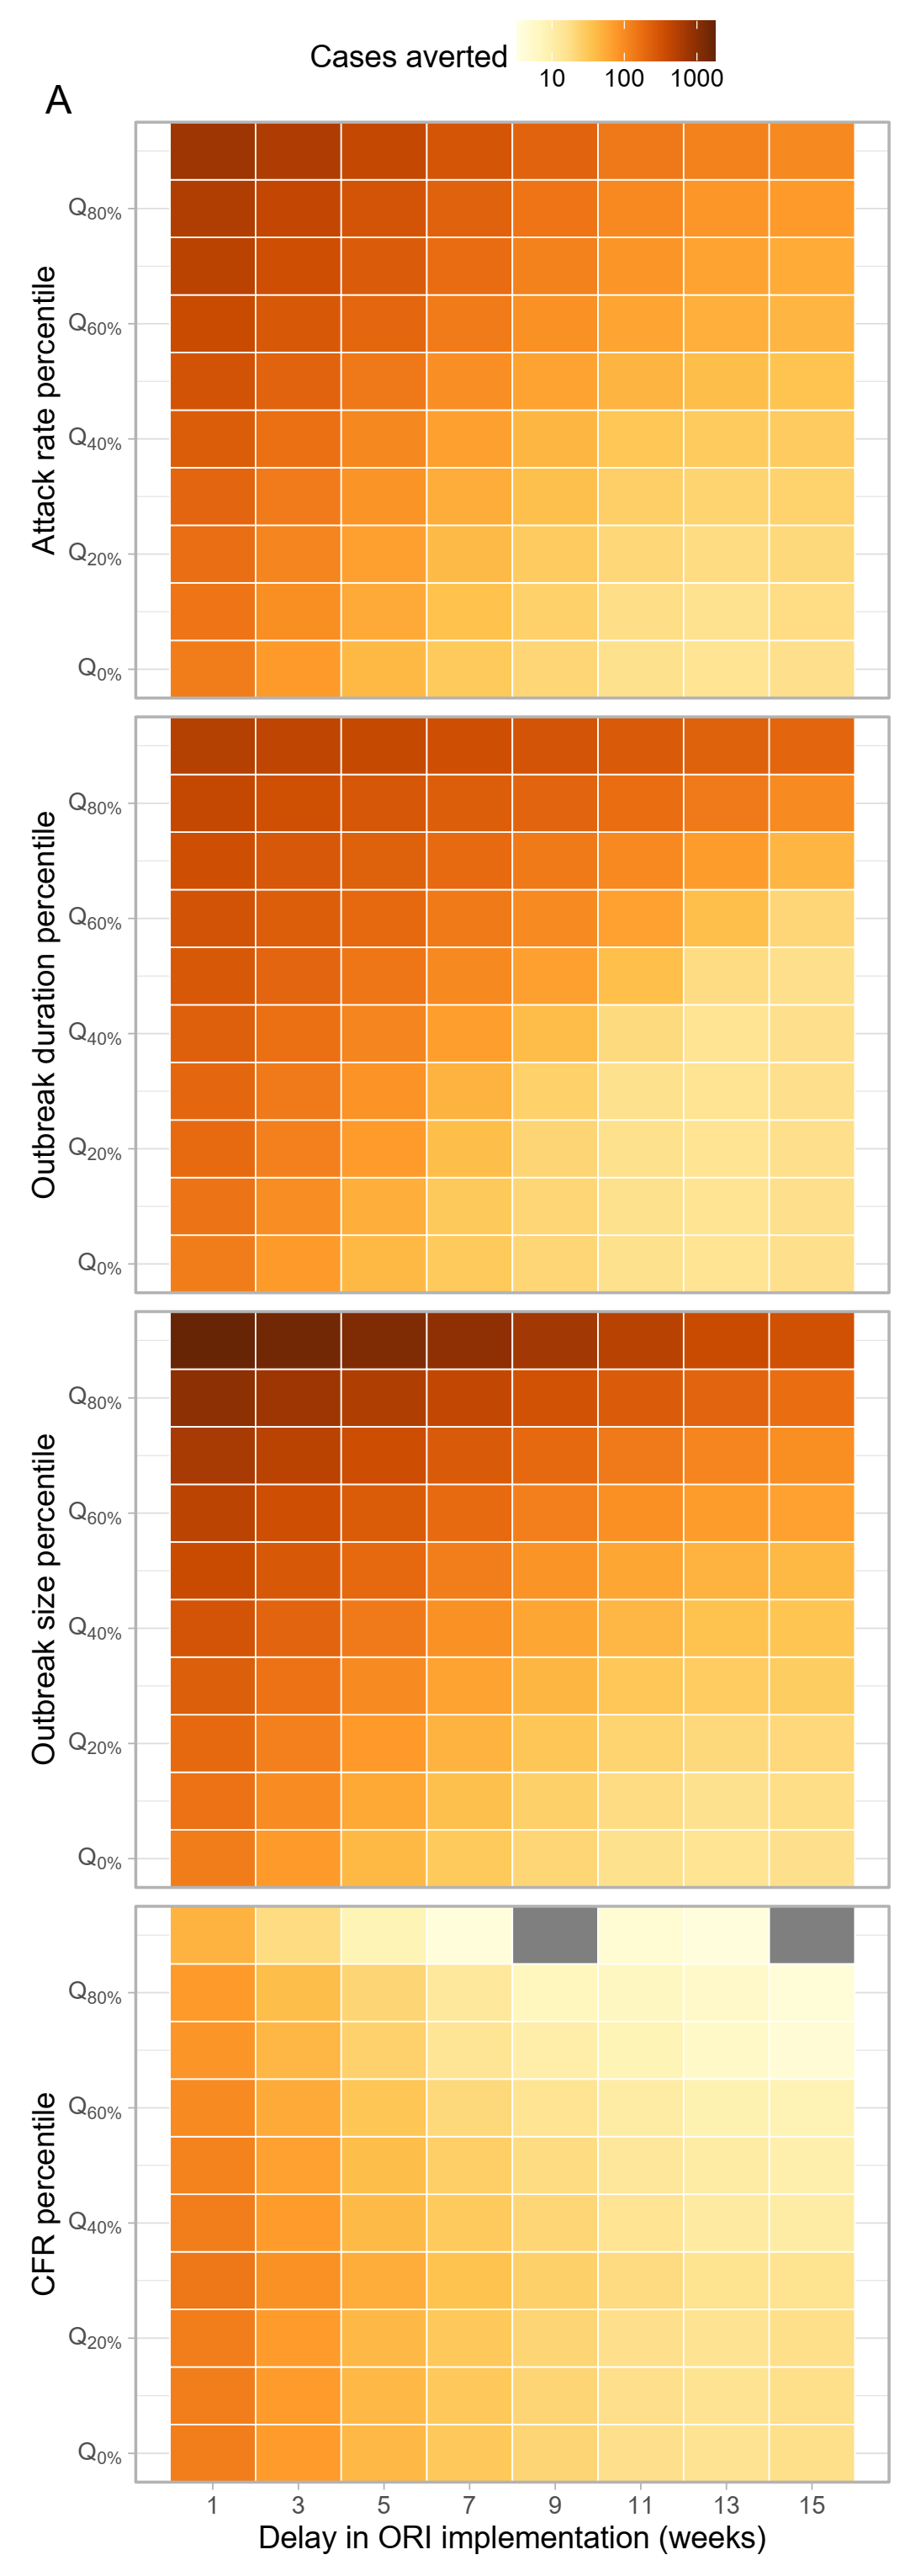 Cases averted
10 100 1000
A
Attack rate percentile
Q80%
Q60%
Q40%
Q20%
Q0%
Outbreak duration percentile
Q80%
Q60%
Q40%
Q20%
Q0%
Outbreak size percentile
Q80%
Q60%
Q40%
Q20%
Q0%
CFR percentile
Q80%
Q60%
Q40%
Q20%
Q0%
1 3 5 7 9 11 13 15
Delay in ORI implementation (weeks)